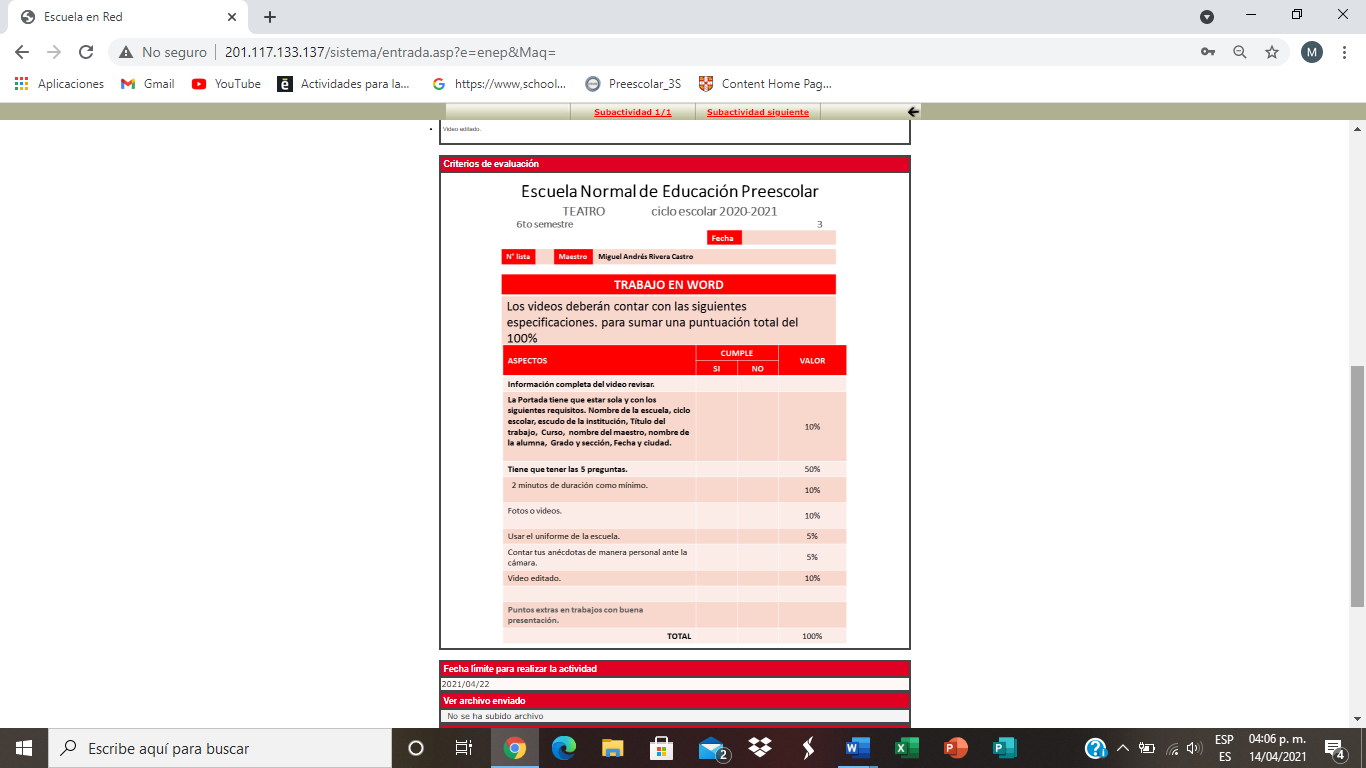 Escuela en Red
No seguro
201.117.133.137/sistema/entrada.asp?e=enep&Maq=
M
Aplicaciones
Gmail
YouTube
Actividades para la...
https://www,school...
Preescolar_3S
Content Home Pag...
Subactividad 1/1
Subactividad siguiente
Video editado.
Criterios de evaluación
Escuela Normal de Educación Preescolar
TEATRO ciclo escolar 2020-2021
6to semestre 3
Fecha
N° lista Maestro Miguel Andrés Rivera Castro
TRABAJO EN WORD
Los videos deberán contar con las siguientes
especificaciones. para sumar una puntuación total del
100%
ASPECTOS CUMPLE VALOR
SI NO
Información completa del video revisar.
La Portada tiene que estar sola y con los
siguientes requisitos. Nombre de la escuela, ciclo
escolar, escudo de la institución, Título del
trabajo, Curso, nombre del maestro, nombre de
la alumna, Grado y sección, Fecha y ciudad.
10%
Tiene que tener las 5 preguntas. 50%
2 minutos de duración como mínimo. 10%
Fotos o videos. 10%
Usar el uniforme de la escuela. 5%
Contar tus anécdotas de manera personal ante la
cámara.
5%
Video editado. 10%
Puntos extras en trabajos con buena
presentación.
TOTAL 100%
Fecha límite para realizar la actividad
2021/04/22
Ver archivo enviado
No se ha subido archivo
Escribe aquí para buscar
2
ESP
ES
04:06 p. m.
14/04/2021
4